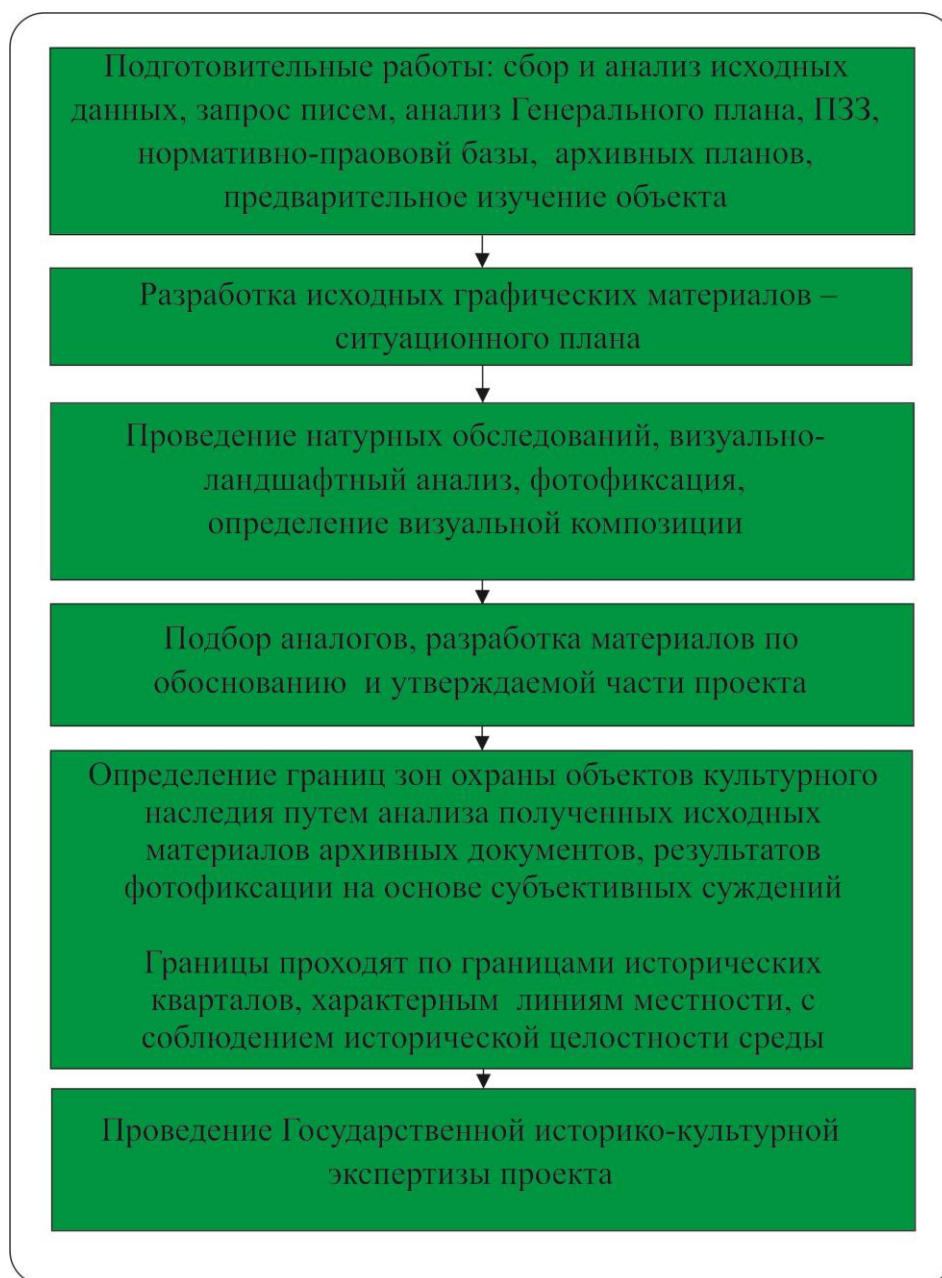 Подготовительные работы: сбор и анализ исходных
данных, запрос писем, анализ Генерального плана, ПЗЗ,
нормативно-праововй базы, архивных планов,
предварительное изучение объекта
Разработка исходных графических материалов –
ситуационного плана
Проведение натурных обследований, визуально-
ландшафтный анализ, фотофиксация,
определение визуальной композиции
Подбор аналогов, разработка материалов по
обоснованию и утверждаемой части проекта
Определение границ зон охраны объектов культурного
наследия путем анализа полученных исходных
материалов архивных документов, результатов
фотофиксации на основе субъективных суждений
Границы проходят по границами исторических
кварталов, характерным линиям местности, с
соблюдением исторической целостности среды
Проведение Государственной историко-культурной
экспертизы проекта